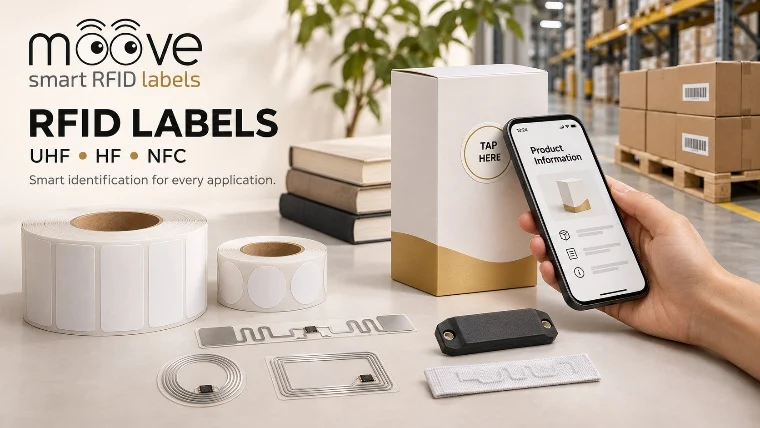 moove
smart RFID labels
RFID LABELS
UHF • HF • NFC
Smart identification for every application.
TAP
HERE
Product
Information